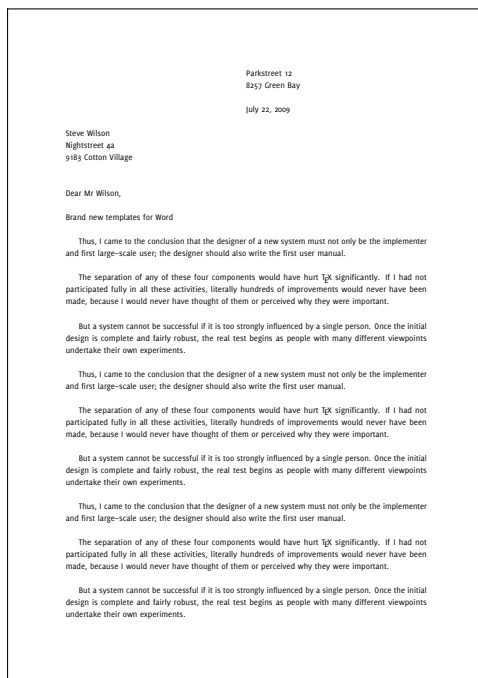 Parkstreet 12
8257 Green Bay
July 22, 2009
Steve Wilson
Nightstreet 4a
9183 Cotton Village
Dear Mr Wilson,
Brand new templates for Word
Thus, I came to the conclusion that the designer of a new system must not only be the implementer
and first large–scale user; the designer should also write the first user manual.
The separation of any of these four components would have hurt TEX significantly. If I had not
participated fully in all these activities, literally hundreds of improvements would never have been
made, because I would never have thought of them or perceived why they were important.
But a system cannot be successful if it is too strongly influenced by a single person. Once the initial
design is complete and fairly robust, the real test begins as people with many different viewpoints
undertake their own experiments.
Thus, I came to the conclusion that the designer of a new system must not only be the implementer
and first large–scale user; the designer should also write the first user manual.
The separation of any of these four components would have hurt TEX significantly. If I had not
participated fully in all these activities, literally hundreds of improvements would never have been
made, because I would never have thought of them or perceived why they were important.
But a system cannot be successful if it is too strongly influenced by a single person. Once the initial
design is complete and fairly robust, the real test begins as people with many different viewpoints
undertake their own experiments.
Thus, I came to the conclusion that the designer of a new system must not only be the implementer
and first large–scale user; the designer should also write the first user manual.
The separation of any of these four components would have hurt TEX significantly. If I had not
participated fully in all these activities, literally hundreds of improvements would never have been
made, because I would never have thought of them or perceived why they were important.
But a system cannot be successful if it is too strongly influenced by a single person. Once the initial
design is complete and fairly robust, the real test begins as people with many different viewpoints
undertake their own experiments.